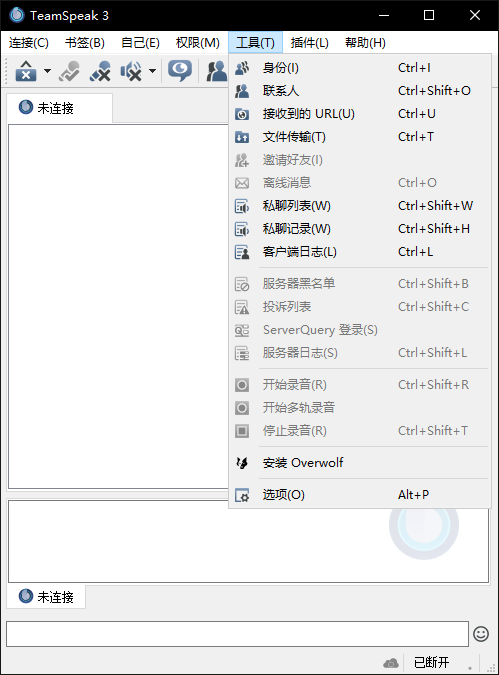 TeamSpeak 3
连接(C) 书签(B) 自己(E) 权限(M) 工具(T) 插件(L) 帮助(H)
未连接
身份(I) Ctrl+I
联系人 Ctrl+Shift+O
接收到的 URL(U) Ctrl+U
文件传输(T) Ctrl+T
邀请好友(I)
离线消息 Ctrl+O
私聊列表(W) Ctrl+Shift+W
私聊记录(W) Ctrl+Shift+H
客户端日志(L) Ctrl+L
服务器黑名单 Ctrl+Shift+B
投诉列表 Ctrl+Shift+C
ServerQuery 登录(S)
服务器日志(S) Ctrl+Shift+L
开始录音(R) Ctrl+Shift+R
开始多轨录音
停止录音(R) Ctrl+Shift+T
安装 Overwolf
选项(O) Alt+P
未连接
已断开